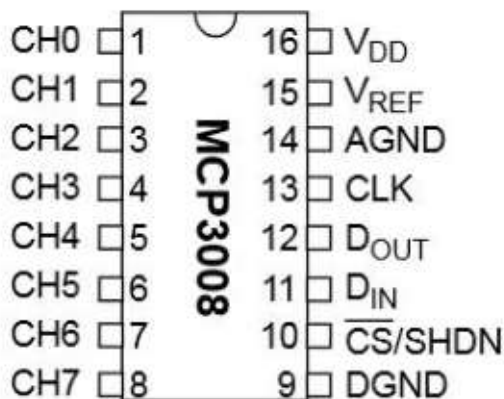 CH0 1 16 VDD
CH1 2 15 VREF
CH2 3 14 AGND
CH3 4 13 CLK
CH4 5 12 DOUT
CH5 6 11 DIN
CH6 7 10 C̅S̅/SHDN
CH7 8 9 DGND
MCP3008